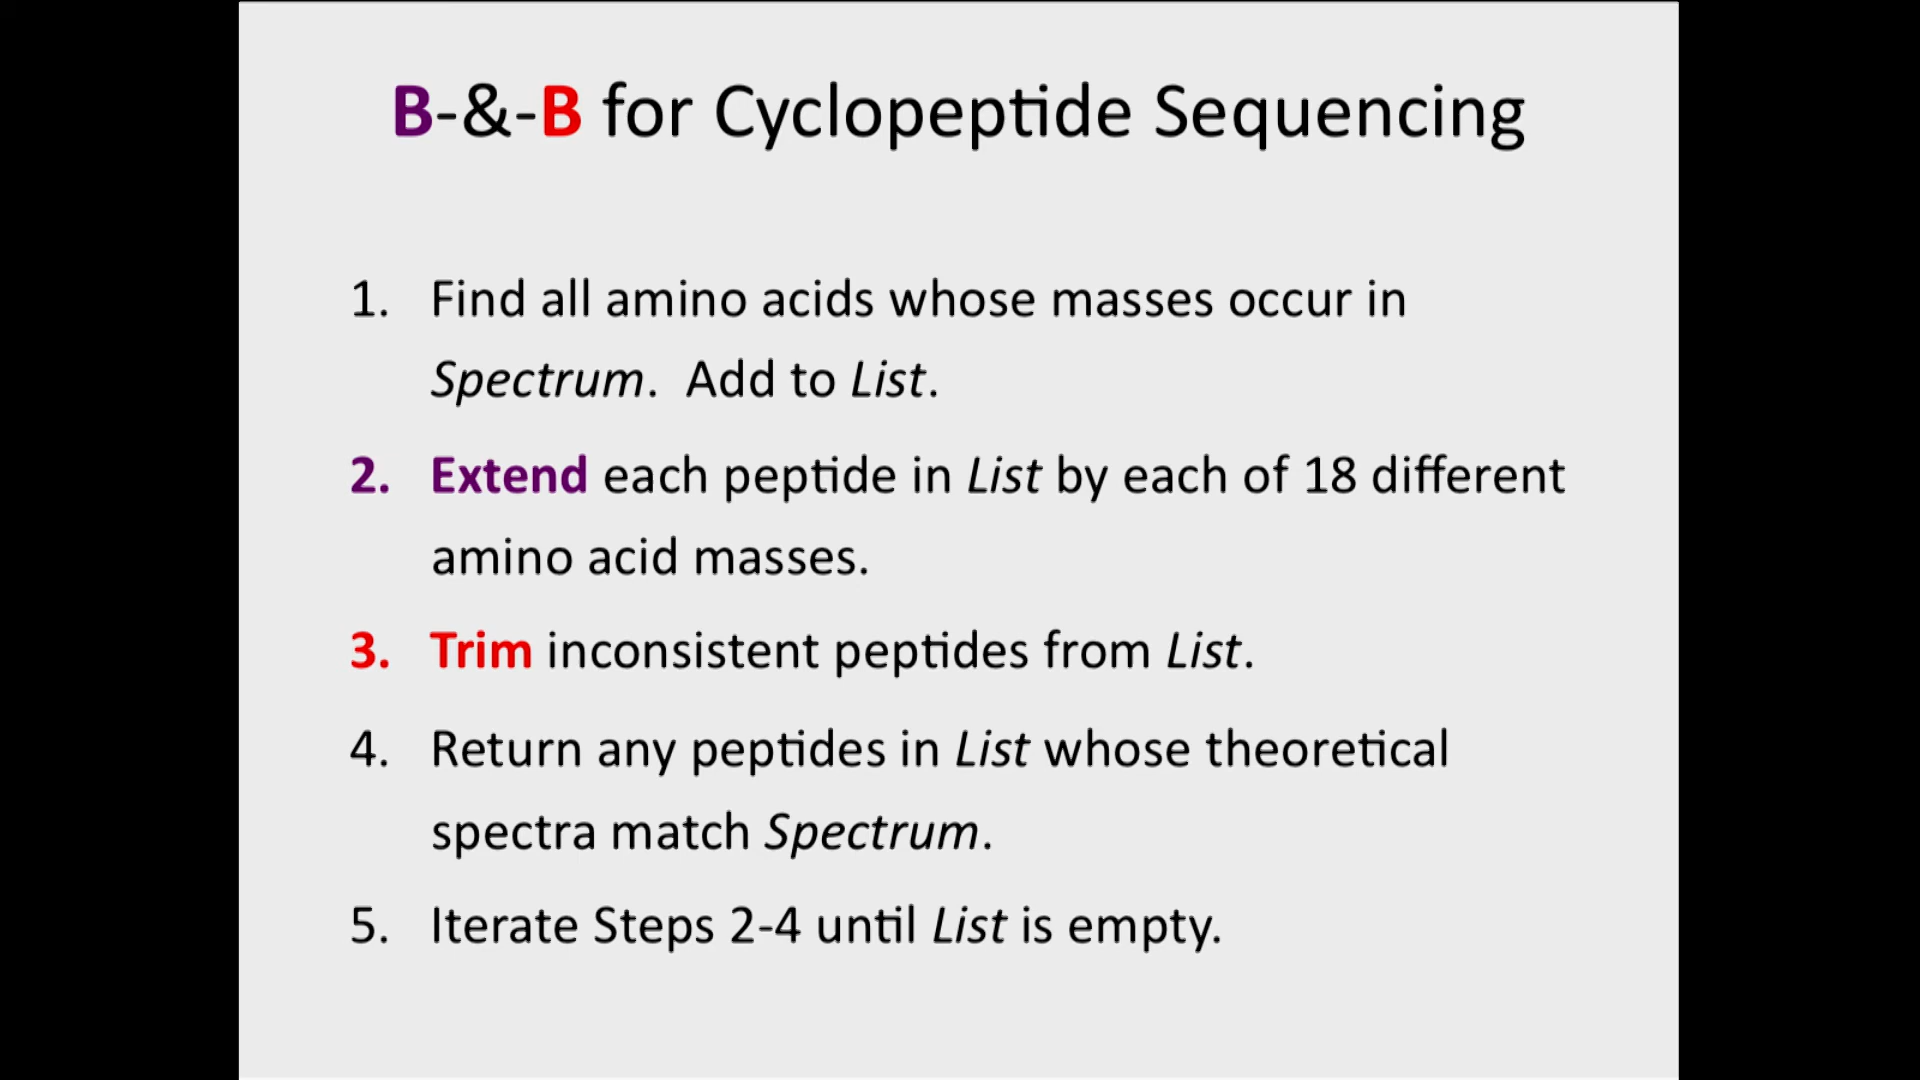 B-&-B for Cyclopeptide Sequencing
1. Find all amino acids whose masses occur in
Spectrum. Add to List.
2. Extend each peptide in List by each of 18 different
amino acid masses.
3. Trim inconsistent peptides from List.
4. Return any peptides in List whose theoretical
spectra match Spectrum.
5. Iterate Steps 2-4 until List is empty.